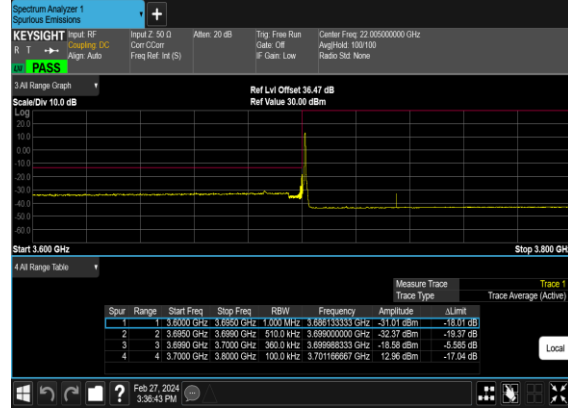 Spectrum Analyzer 1
Spurious Emissions
KEYSIGHT Input: RF Input Z: 50 Ω Atten: 20 dB Trig: Free Run Center Freq: 22.005000000 GHz
R T Coupling: DC Corr CCorr Gate: Off Avg|Hold: 100/100
Align: Auto Freq Ref: Int (S) IF Gain: Low Radio Std: None
PASS
3 All Range Graph
Ref Lvl Offset 36.47 dB
Scale/Div 10.0 dB Ref Value 30.00 dBm
Log
20.0
10.0
0.00
-10.0
-20.0
-30.0
-40.0
-50.0
-60.0
Start 3.600 GHz Stop 3.800 GH
4 All Range Table
Measure Trace Trace 1
Trace Type Trace Average (Active)
Spur Range Start Freq Stop Freq RBW Frequency Amplitude ΔLimit
1 1 3.6000 GHz 3.6950 GHz 1.000 MHz 3.686133333 GHz -31.01 dBm -18.01 dB
2 2 3.6950 GHz 3.6990 GHz 510.0 kHz 3.699000000 GHz -32.37 dBm -19.37 dB
3 3 3.6990 GHz 3.7000 GHz 360.0 kHz 3.699988333 GHz -18.58 dBm -5.585 dB
4 4 3.7000 GHz 3.8000 GHz 100.0 kHz 3.701166667 GHz 12.96 dBm -17.04 dB
Local
? Feb 27, 2024
3:36:43 PM